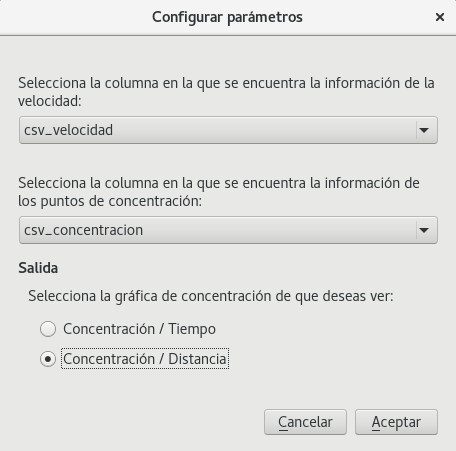 Configurar parámetros
Selecciona la columna en la que se encuentra la información de la
velocidad:
csv_velocidad
Selecciona la columna en la que se encuentra la información de
los puntos de concentración:
csv_concentracion
Salida
Selecciona la gráfica de concentración de que deseas ver:
Concentración / Tiempo
Concentración / Distancia
Cancelar Aceptar